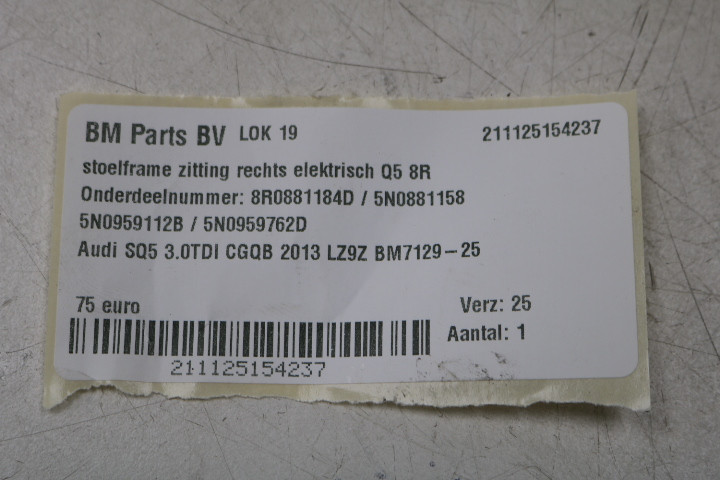 BM Parts BV LOK 19 211125154237
stoelframe zitting rechts elektrisch Q5 8R
Onderdeelnummer: 8R0881184D / 5N0881158
5N0959112B / 5N0959762D
Audi SQ5 3.0TDI CGQB 2013 LZ9Z BM7129-25
75 euro Verz: 25
Aantal: 1
211125154237